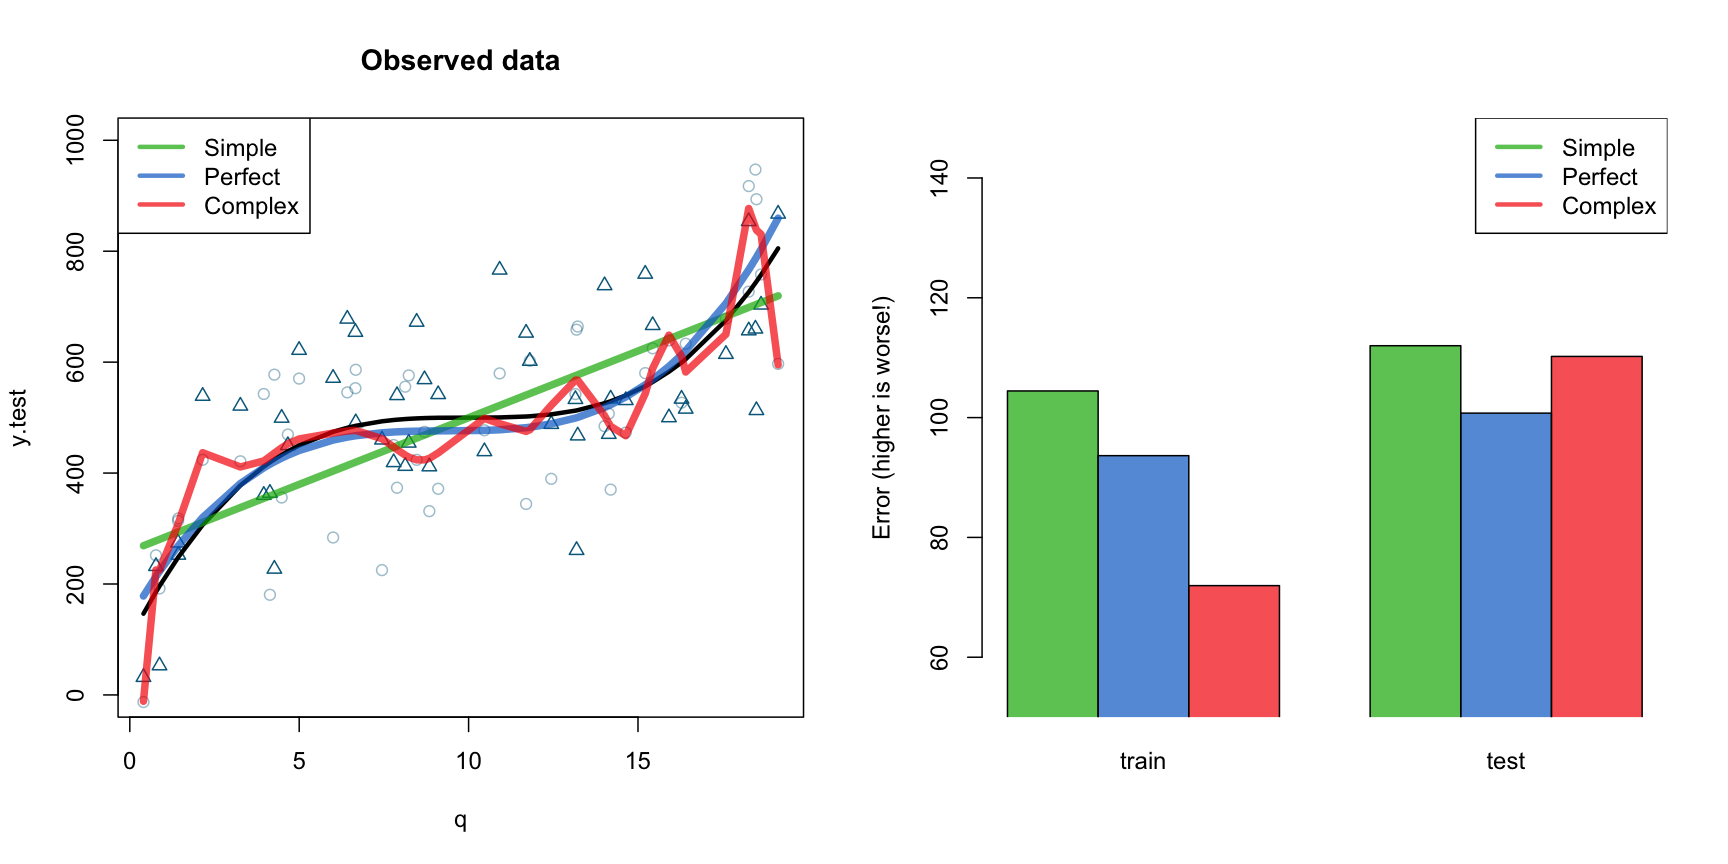 Observed data
Simple
Perfect
Complex
y.test
0
200
400
600
800
1000
0
5
10
15
q
Simple
Perfect
Complex
Error (higher is worse!)
60
80
100
120
140
train
test